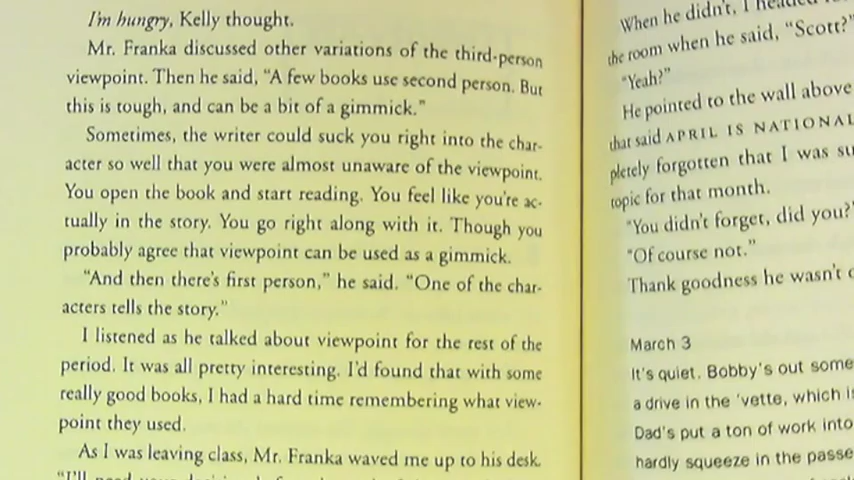 I'm hungry, Kelly thought.
Mr. Franka discussed other variations of the third-person
viewpoint. Then he said, “A few books use second person. But
this is tough, and can be a bit of a gimmick.”
Sometimes, the writer could suck you right into the char-
acter so well that you were almost unaware of the viewpoint.
You open the book and start reading. You feel like you're ac-
tually in the story. You go right along with it. Though you
probably agree that viewpoint can be used as a gimmick.
“And then there's first person,” he said. “One of the char-
acters tells the story.”
I listened as he talked about viewpoint for the rest of the
period. It was all pretty interesting. I'd found that with some
really good books, I had a hard time remembering what view-
point they used.
As I was leaving class, Mr. Franka waved me up to his desk.
“I'll need your
When he didn't, I headed
the room when he said, “Scott?”
“Yeah?”
He pointed to the wall above
that said APRIL IS NATIONAL
pletely forgotten that I was su
topic for that month.
“You didn't forget, did you?”
“Of course not.”
Thank goodness he wasn't
March 3
It's quiet. Bobby's out some
a drive in the 'vette, which is
Dad's put a ton of work into
hardly squeeze in the passe